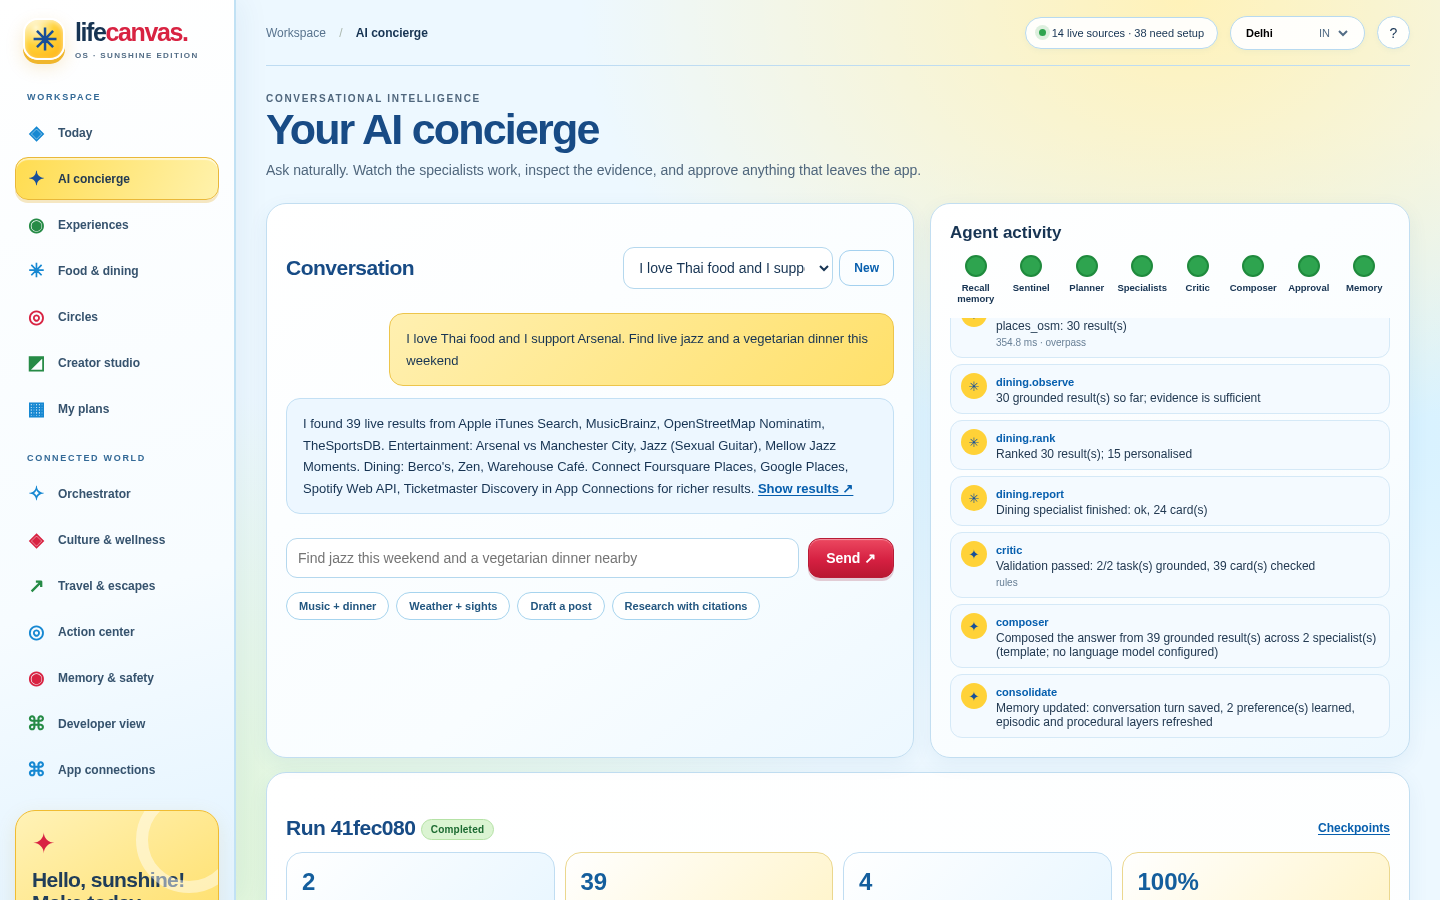 lifecanvas.
OS · SUNSHINE EDITION
WORKSPACE
Today
AI concierge
Experiences
Food & dining
Circles
Creator studio
My plans
CONNECTED WORLD
Orchestrator
Culture & wellness
Travel & escapes
Action center
Memory & safety
Developer view
App connections
Hello, sunshine!
Workspace / AI concierge
14 live sources · 38 need setup
Delhi IN
?
CONVERSATIONAL INTELLIGENCE
Your AI concierge
Ask naturally. Watch the specialists work, inspect the evidence, and approve anything that leaves the app.
Conversation
I love Thai food and I supp
New
I love Thai food and I support Arsenal. Find live jazz and a vegetarian dinner this
weekend
I found 39 live results from Apple iTunes Search, MusicBrainz, OpenStreetMap Nominatim,
TheSportsDB. Entertainment: Arsenal vs Manchester City, Jazz (Sexual Guitar), Mellow Jazz
Moments. Dining: Berco's, Zen, Warehouse Café. Connect Foursquare Places, Google Places,
Spotify Web API, Ticketmaster Discovery in App Connections for richer results. Show results ↗
Find jazz this weekend and a vegetarian dinner nearby
Send ↗
Music + dinner
Weather + sights
Draft a post
Research with citations
Agent activity
Recall memory
Sentinel
Planner
Specialists
Critic
Composer
Approval
Memory
places_osm: 30 result(s)
354.8 ms · overpass
dining.observe
30 grounded result(s) so far; evidence is sufficient
dining.rank
Ranked 30 result(s); 15 personalised
dining.report
Dining specialist finished: ok, 24 card(s)
critic
Validation passed: 2/2 task(s) grounded, 39 card(s) checked
rules
composer
Composed the answer from 39 grounded result(s) across 2 specialist(s)
(template; no language model configured)
consolidate
Memory updated: conversation turn saved, 2 preference(s) learned,
episodic and procedural layers refreshed
Run 41fec080 Completed
Checkpoints
2
39
4
100%